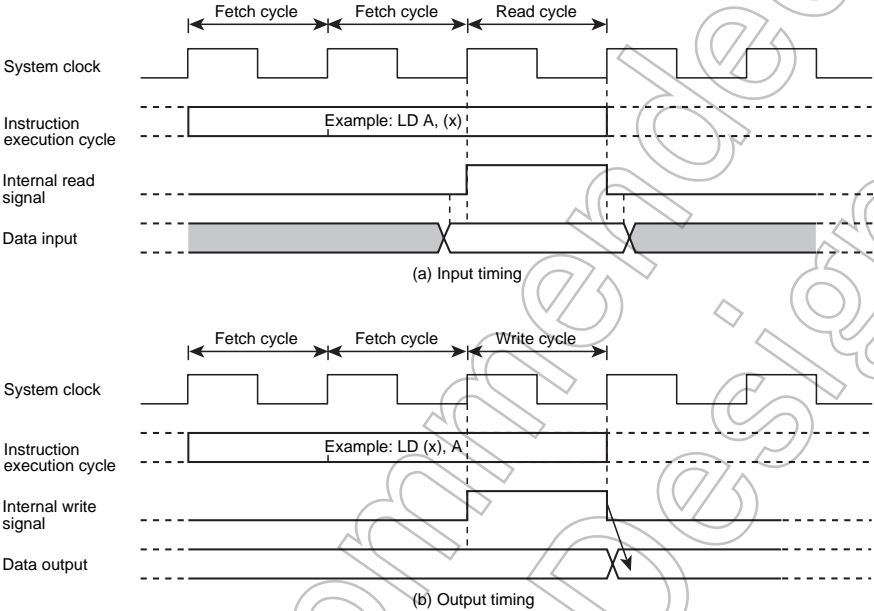 Fetch cycle Fetch cycle Read cycle
System clock
Instruction
execution cycle
Example: LD A, (x)
Internal read
signal
Data input
(a) Input timing
Fetch cycle Fetch cycle Write cycle
System clock
Instruction
execution cycle
Example: LD (x), A
Internal write
signal
Data output
(b) Output timing